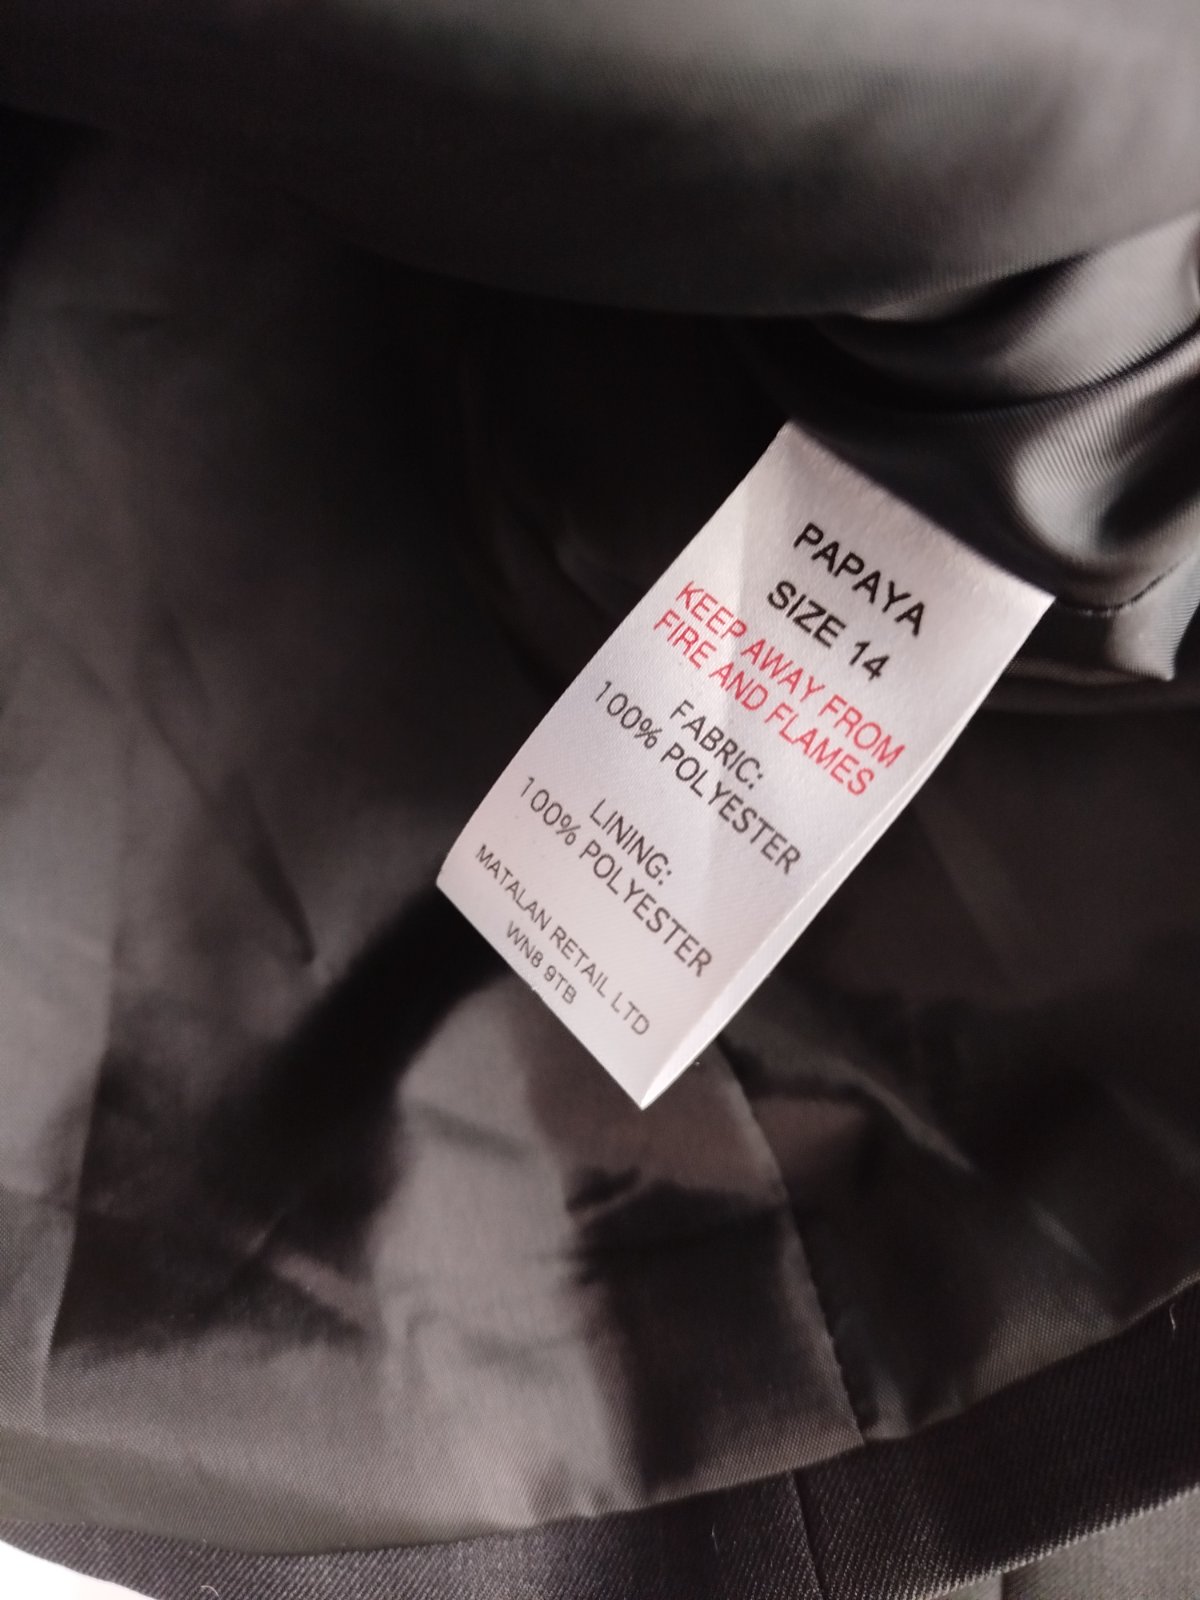 PAPAYA
SIZE 14
KEEP AWAY FROM
FIRE AND FLAMES
FABRIC:
100% POLYESTER
LINING:
100% POLYESTER
MATALAN RETAIL LTD
WN8 9TB